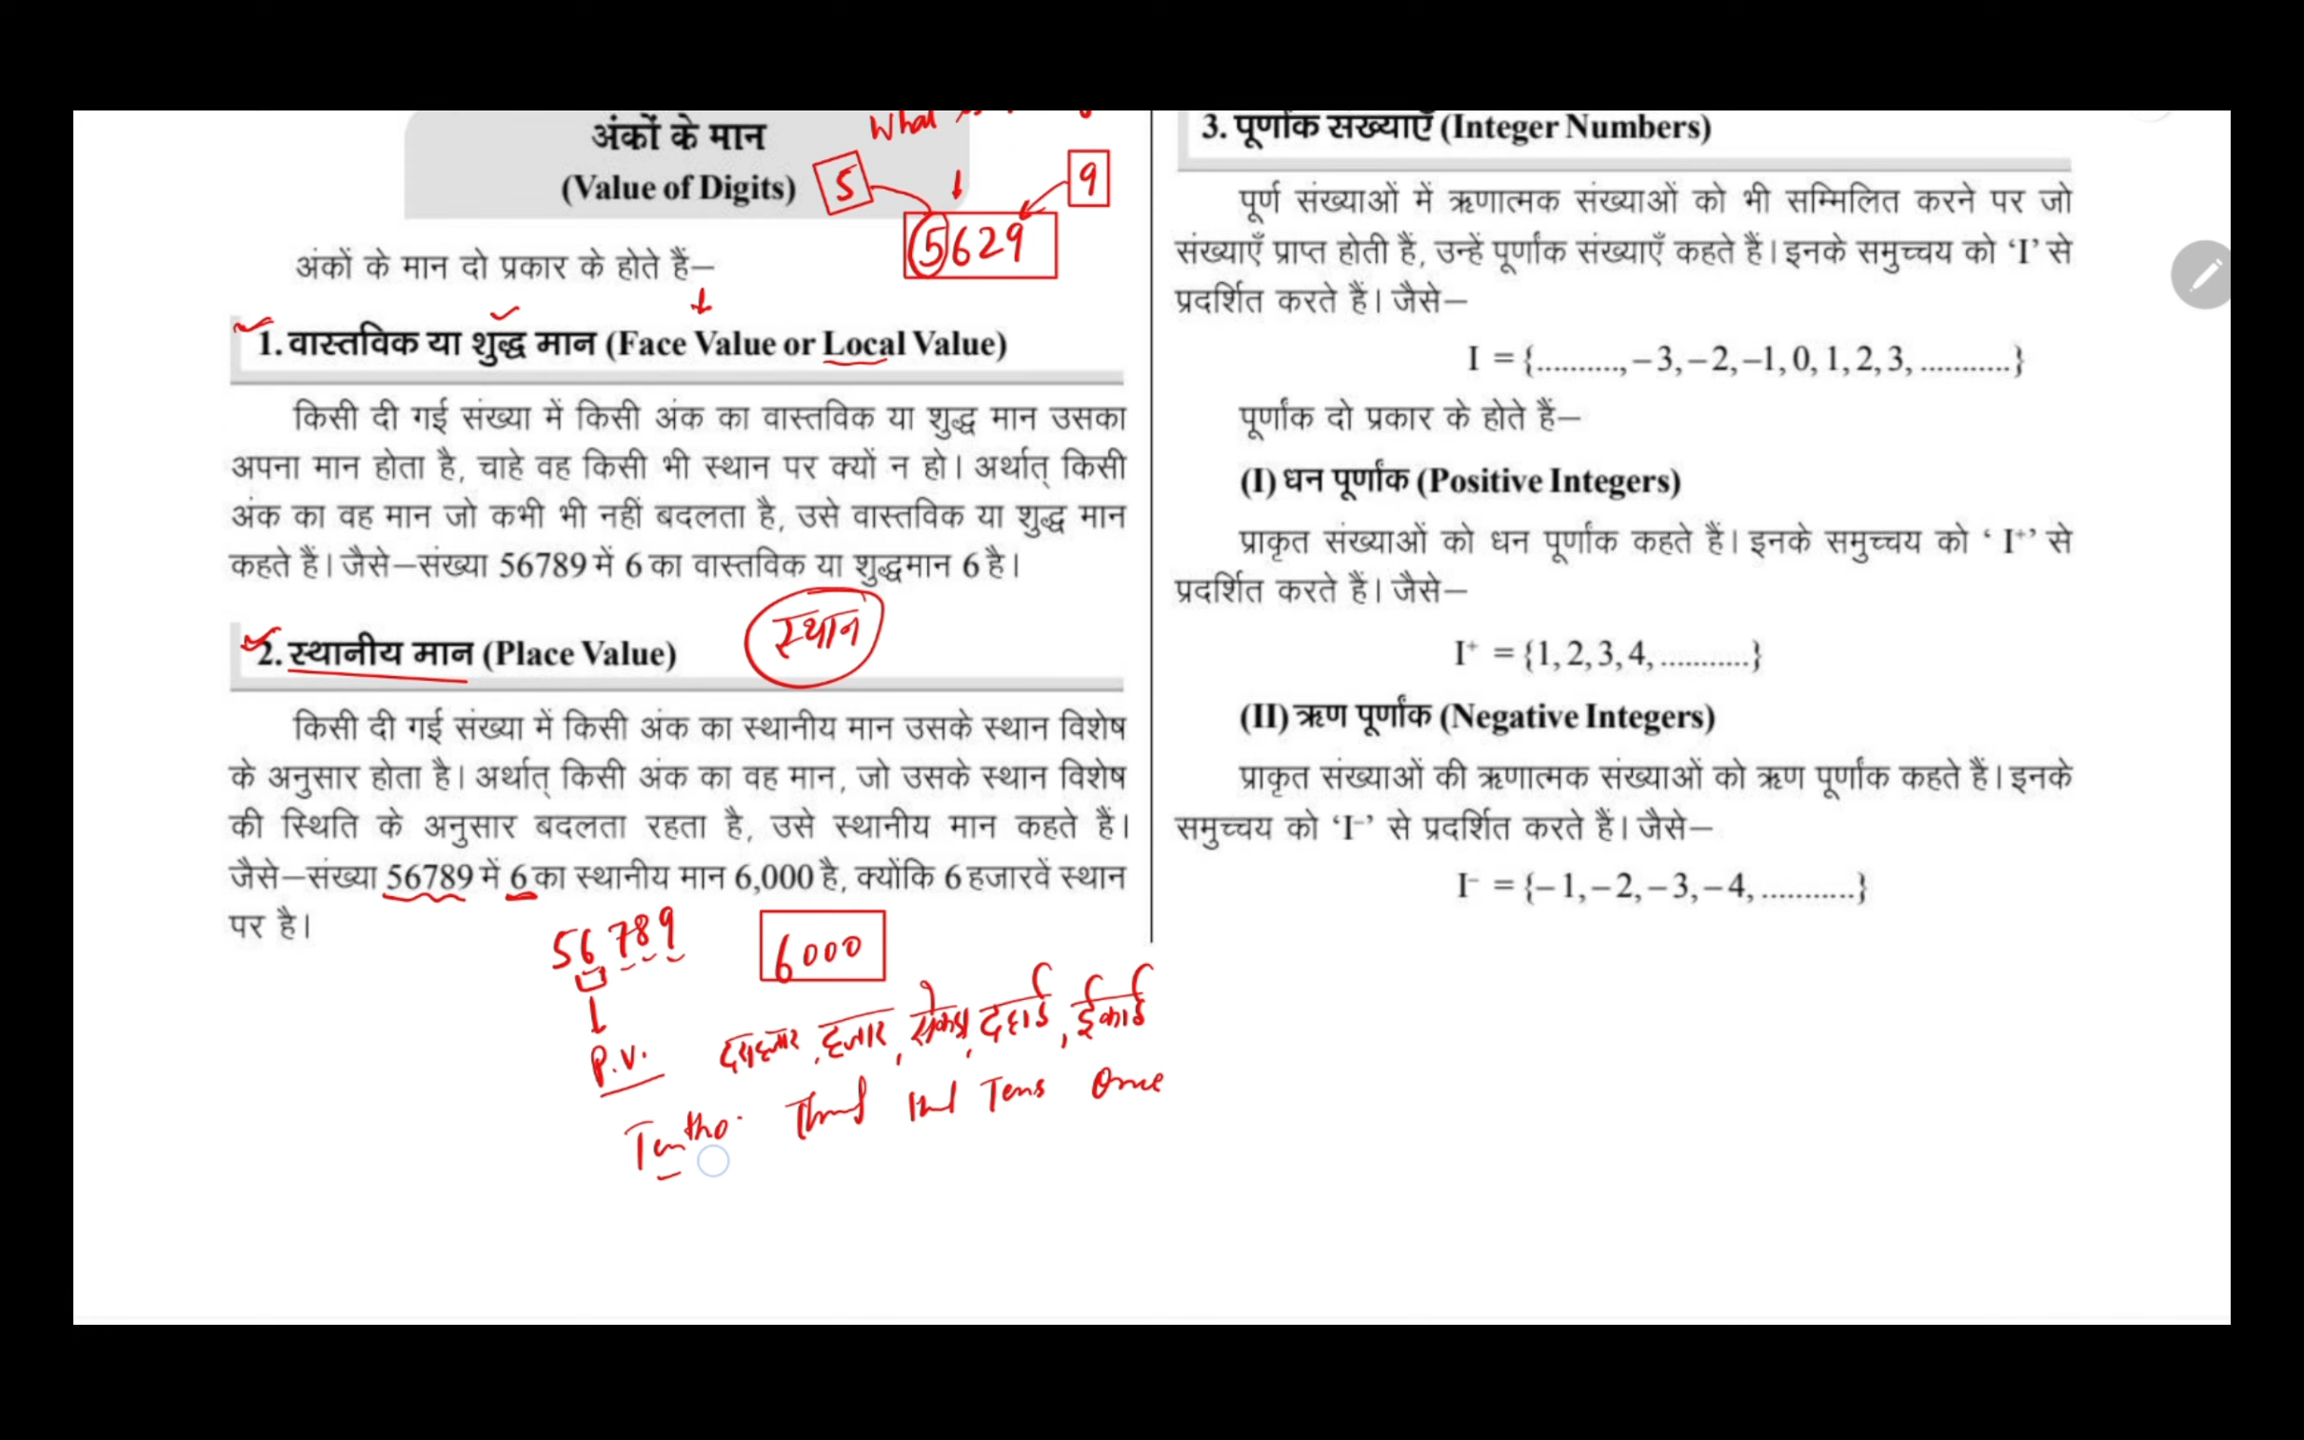 अंकों के मान
(Value of Digits)
What
5
9
5629
अंकों के मान दो प्रकार के होते हैं–
1. वास्तविक या शुद्ध मान (Face Value or Local Value)
किसी दी गई संख्या में किसी अंक का वास्तविक या शुद्ध मान उसका
अपना मान होता है, चाहे वह किसी भी स्थान पर क्यों न हो। अर्थात् किसी
अंक का वह मान जो कभी भी नहीं बदलता है, उसे वास्तविक या शुद्ध मान
कहते हैं। जैसे–संख्या 56789 में 6 का वास्तविक या शुद्धमान 6 है।
2. स्थानीय मान (Place Value)
स्थान
किसी दी गई संख्या में किसी अंक का स्थानीय मान उसके स्थान विशेष
के अनुसार होता है। अर्थात् किसी अंक का वह मान, जो उसके स्थान विशेष
की स्थिति के अनुसार बदलता रहता है, उसे स्थानीय मान कहते हैं।
जैसे–संख्या 56789 में 6 का स्थानीय मान 6,000 है, क्योंकि 6 हजारवें स्थान
पर है।
56789
6000
P.V.
हजार, दहाई, ईकाई
Ten tho. Tens One
3. पूर्णांक संख्याएँ (Integer Numbers)
पूर्ण संख्याओं में ऋणात्मक संख्याओं को भी सम्मिलित करने पर जो
संख्याएँ प्राप्त होती हैं, उन्हें पूर्णांक संख्याएँ कहते हैं। इनके समुच्चय को ‘I’ से
प्रदर्शित करते हैं। जैसे–
I = {.........., – 3, – 2, –1, 0, 1, 2, 3, ...........}
पूर्णांक दो प्रकार के होते हैं–
(I) धन पूर्णांक (Positive Integers)
प्राकृत संख्याओं को धन पूर्णांक कहते हैं। इनके समुच्चय को ‘ I⁺’ से
प्रदर्शित करते हैं। जैसे–
I⁺ = {1, 2, 3, 4, ...........}
(II) ऋण पूर्णांक (Negative Integers)
प्राकृत संख्याओं की ऋणात्मक संख्याओं को ऋण पूर्णांक कहते हैं। इनके
समुच्चय को ‘I⁻’ से प्रदर्शित करते हैं। जैसे–
I⁻ = {– 1, – 2, – 3, – 4, ...........}